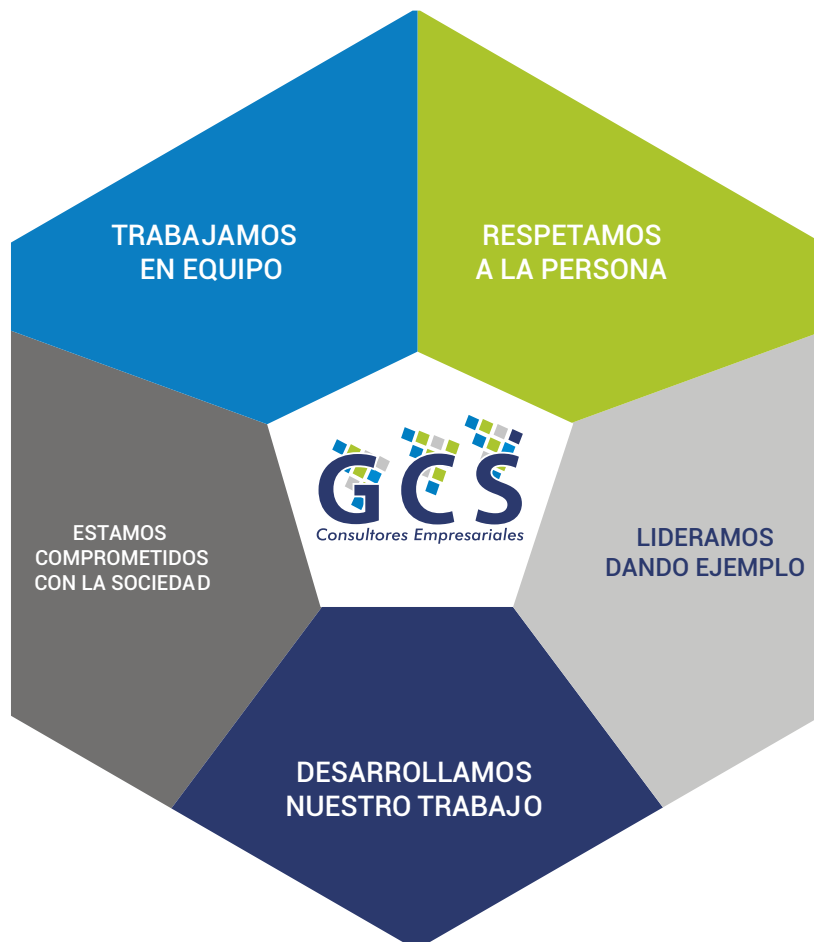 TRABAJAMOS
EN EQUIPO
RESPETAMOS
A LA PERSONA
GCS
Consultores Empresariales
ESTAMOS
COMPROMETIDOS
CON LA SOCIEDAD
LIDERAMOS
DANDO EJEMPLO
DESARROLLAMOS
NUESTRO TRABAJO